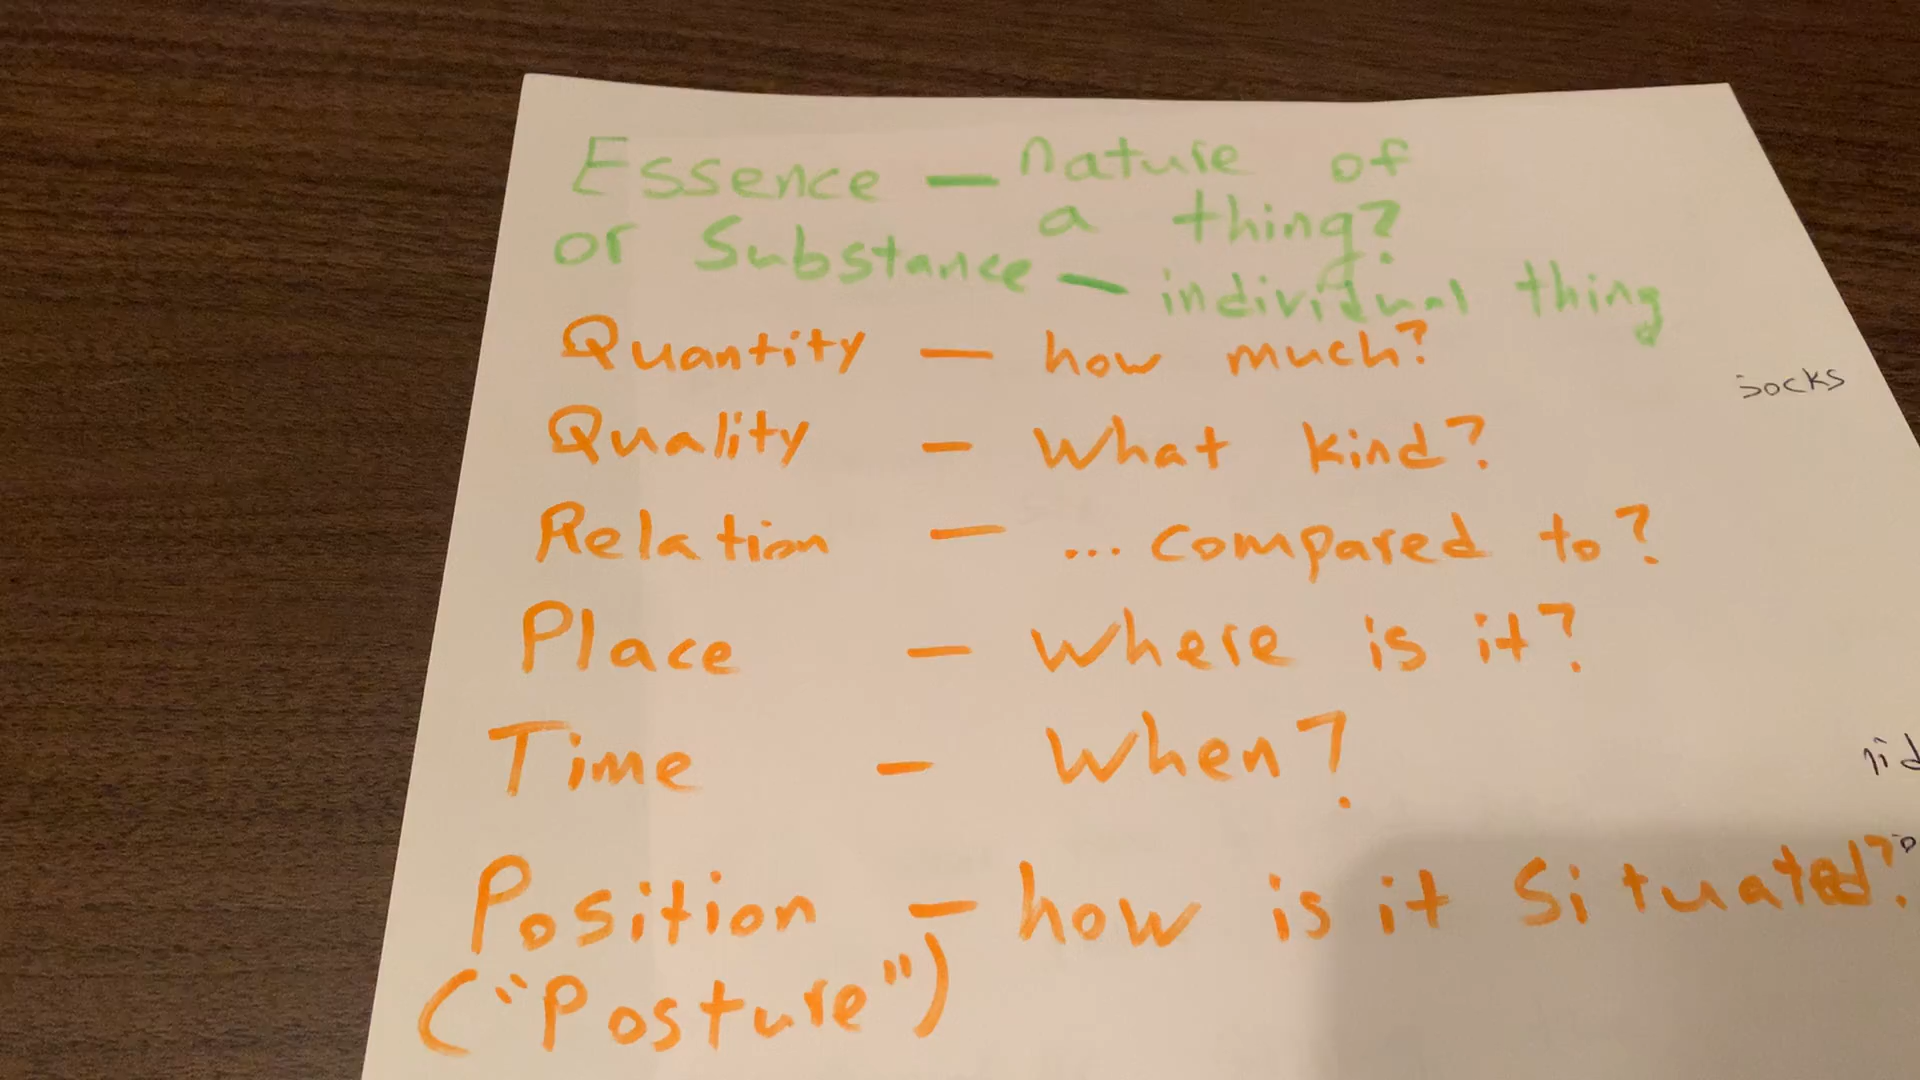 Essence — nature of
a thing?
or Substance — individual thing
Quantity — how much?
socks
Quality — What kind?
Relation — ... compared to?
Place — Where is it?
Time — When?
Position — how is it Situated?
("Posture")